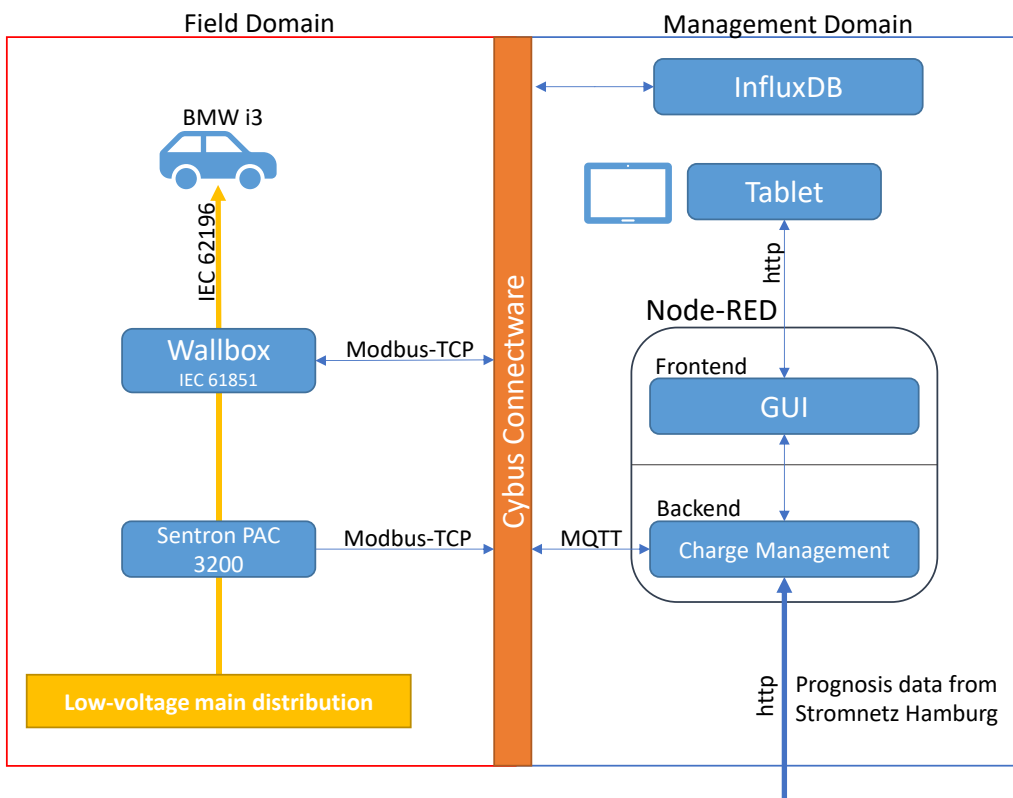 Field Domain
Management Domain
InfluxDB
BMW i3
Tablet
IEC 62196
http
Cybus Connectware
Node-RED
Wallbox
IEC 61851
Modbus-TCP
Frontend
GUI
Backend
Sentron PAC
3200
Modbus-TCP
MQTT
Charge Management
Low-voltage main distribution
http
Prognosis data from
Stromnetz Hamburg